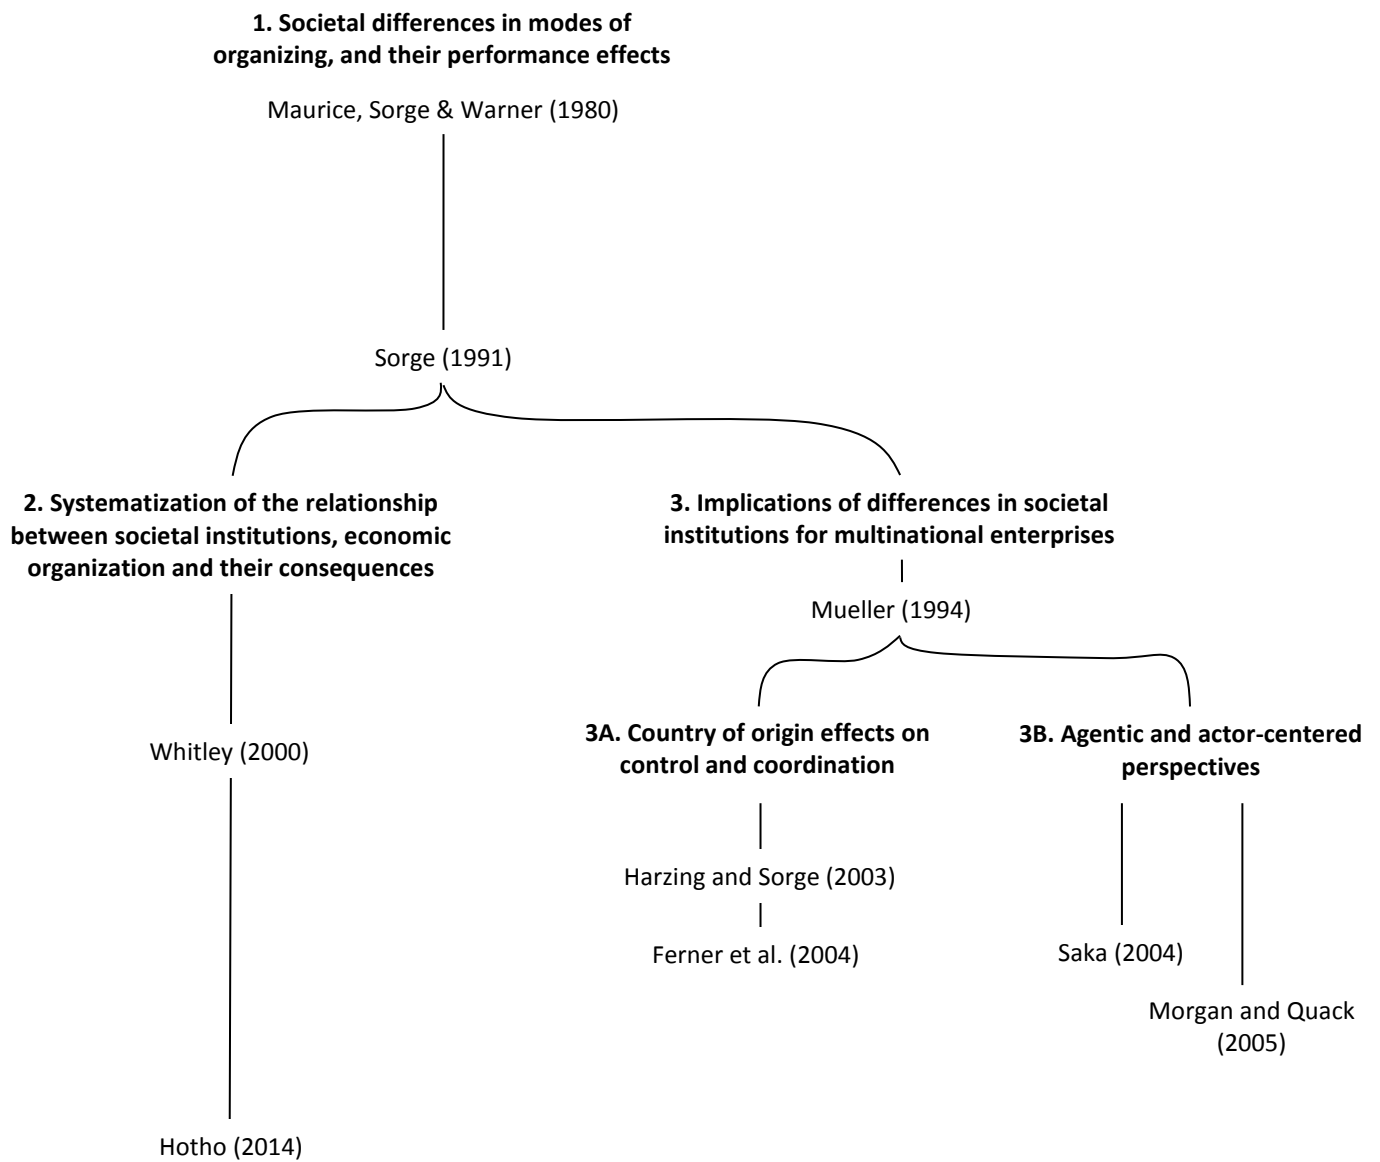 1. Societal differences in modes of
organizing, and their performance effects
Maurice, Sorge & Warner (1980)
Sorge (1991)
2. Systematization of the relationship
between societal institutions, economic
organization and their consequences
Whitley (2000)
Hotho (2014)
3. Implications of differences in societal
institutions for multinational enterprises
Mueller (1994)
3A. Country of origin effects on
control and coordination
Harzing and Sorge (2003)
Ferner et al. (2004)
3B. Agentic and actor-centered
perspectives
Saka (2004)
Morgan and Quack
(2005)